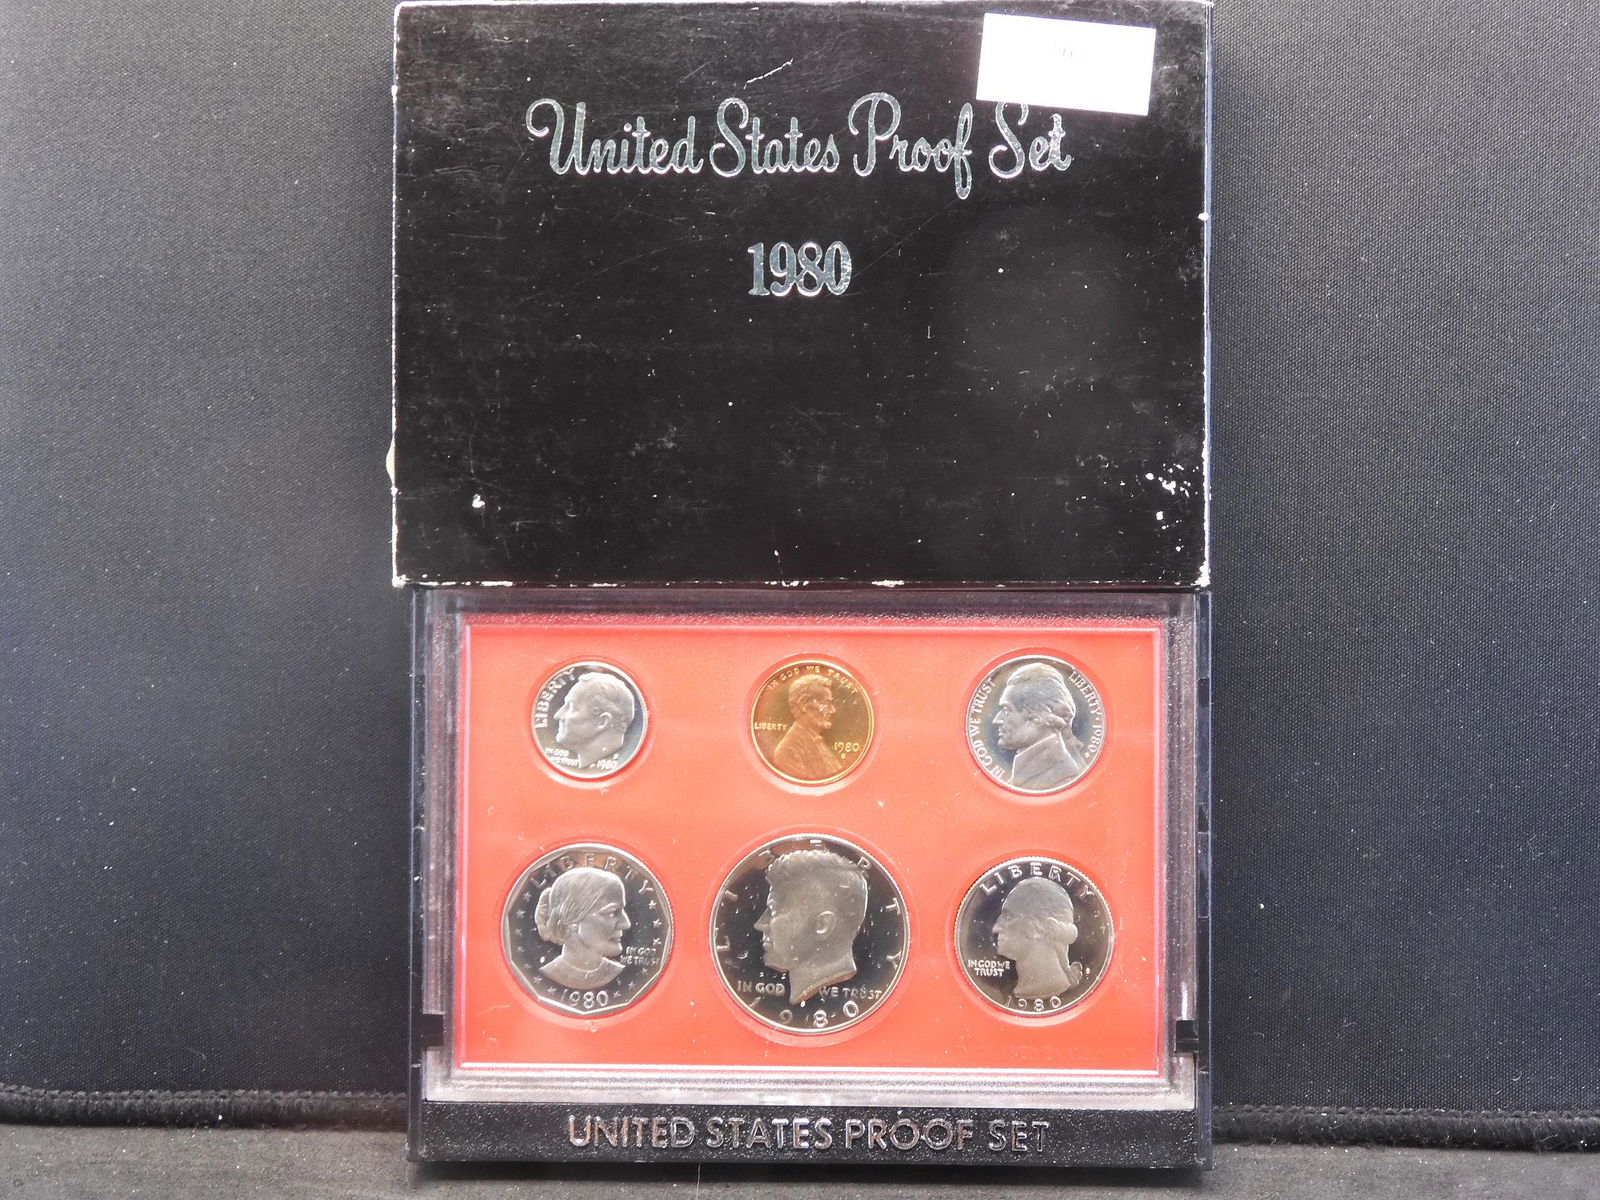 United States Proof Set
1980
LIBERTY
IN GOD
WE TRUST
1980
IN GOD WE TRUST
LIBERTY
1980
S
IN GOD WE TRUST
LIBERTY · 1980
LIBERTY
IN GOD
WE TRUST
1980
LIBERTY
IN GOD WE TRUST
1980
LIBERTY
IN GOD WE
TRUST
1980
UNITED STATES PROOF SET